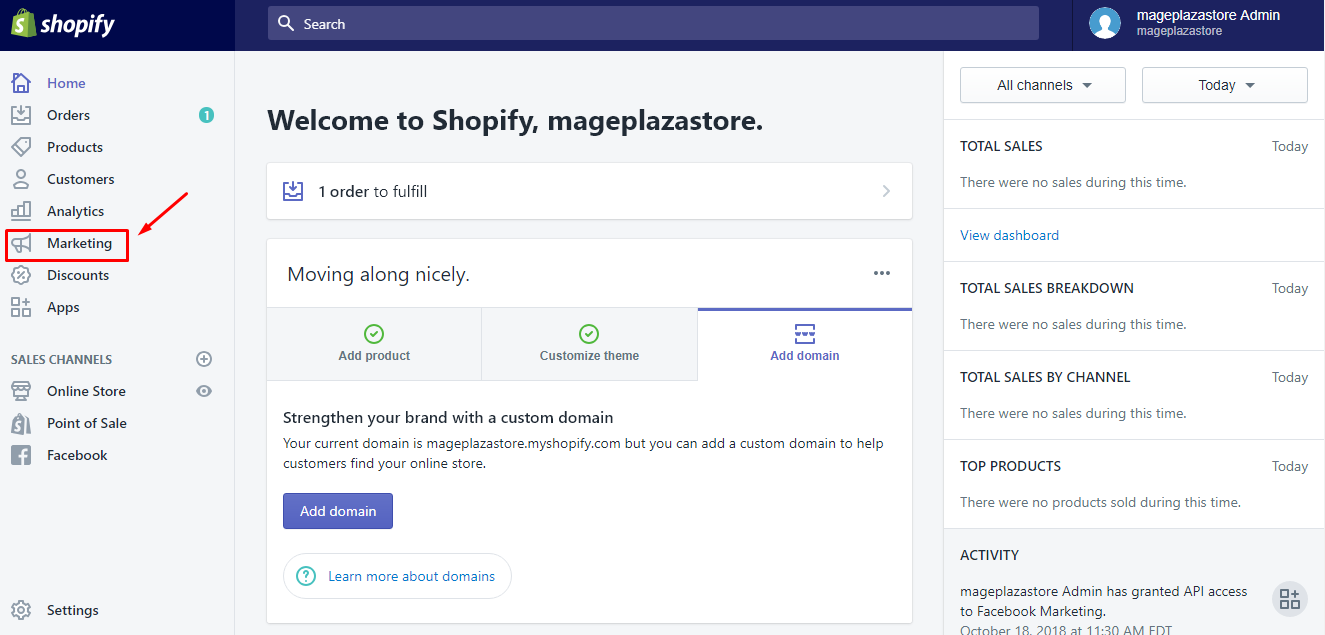 shopify
Search
mageplazastore Admin
mageplazastore
Home
Orders
1
Products
Customers
Analytics
Marketing
Discounts
Apps
SALES CHANNELS
Online Store
Point of Sale
Facebook
Settings
Welcome to Shopify, mageplazastore.
1 order to fulfill
Moving along nicely.
Add product
Customize theme
Add domain
Strengthen your brand with a custom domain
Your current domain is mageplazastore.myshopify.com but you can add a custom domain to help
customers find your online store.
Add domain
Learn more about domains
All channels
Today
TOTAL SALES
Today
There were no sales during this time.
View dashboard
TOTAL SALES BREAKDOWN
Today
There were no sales during this time.
TOTAL SALES BY CHANNEL
Today
There were no sales during this time.
TOP PRODUCTS
Today
There were no products sold during this time.
ACTIVITY
mageplazastore Admin has granted API access
to Facebook Marketing.
October 18, 2018 at 11:30 AM EDT